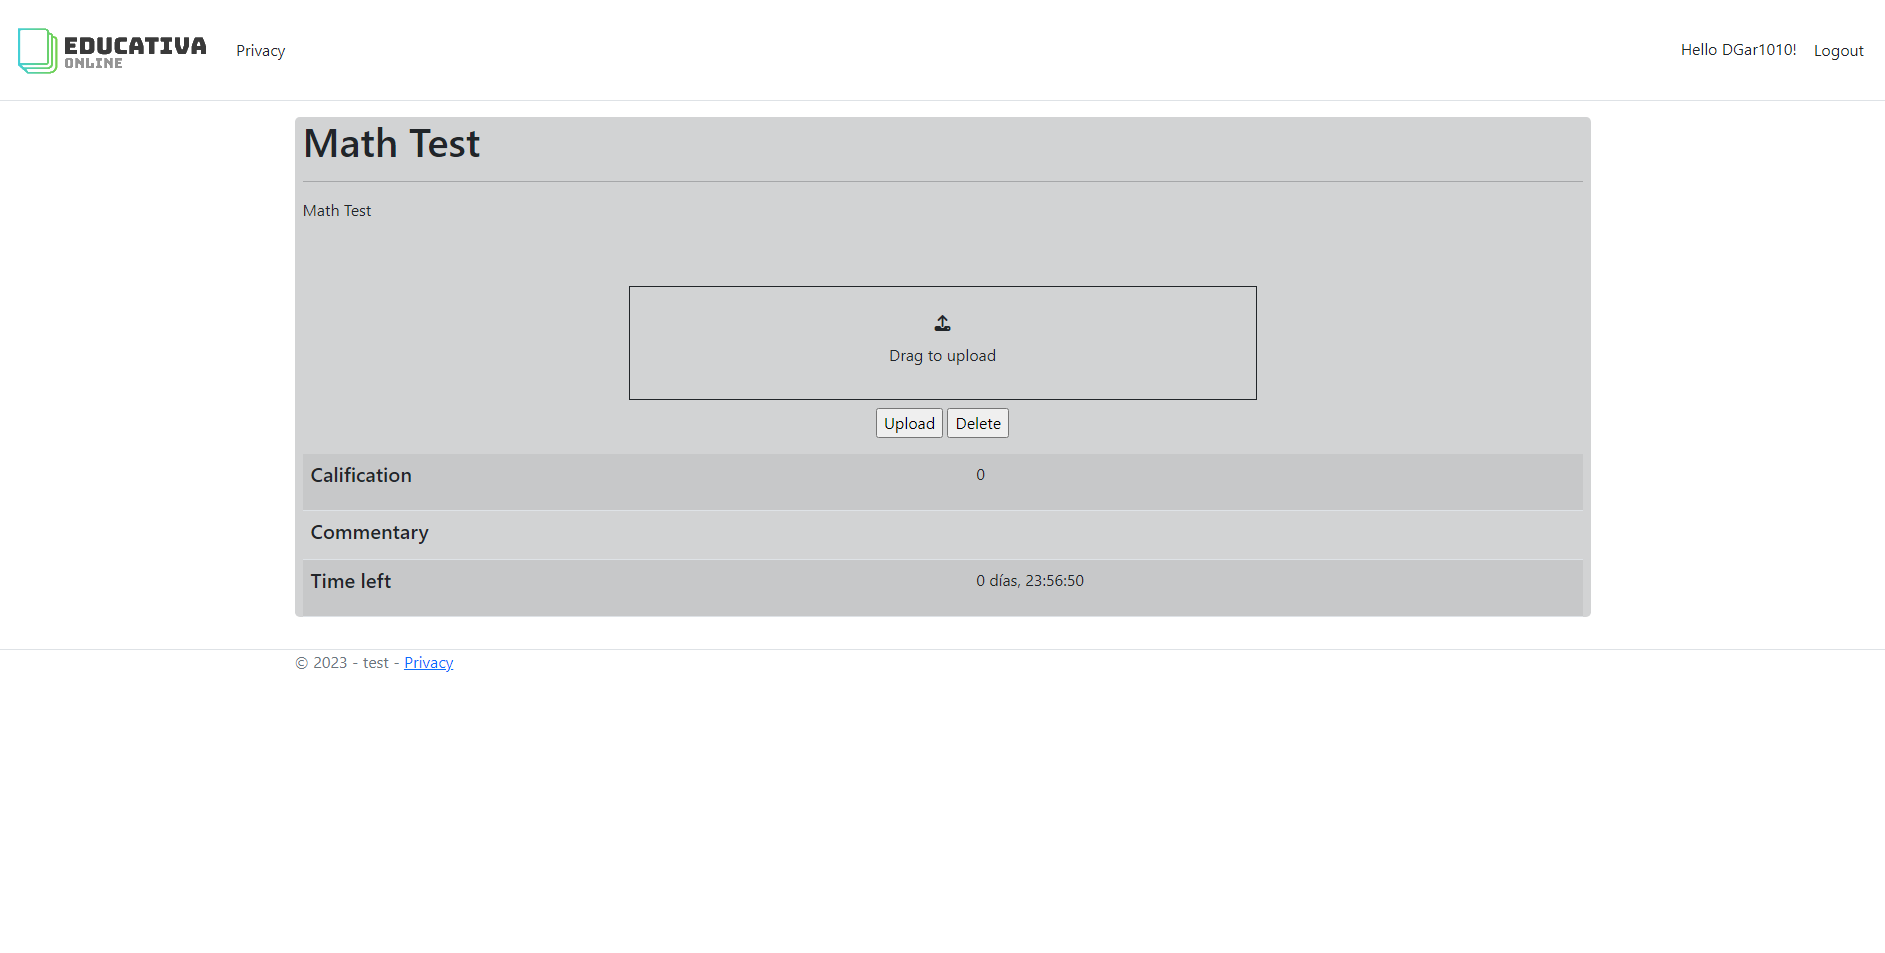 EDUCATIVA
ONLINE
Privacy
Hello DGar1010!
Logout
Math Test
Math Test
Drag to upload
Upload
Delete
Calification
0
Commentary
Time left
0 días, 23:56:50
© 2023 - test - Privacy